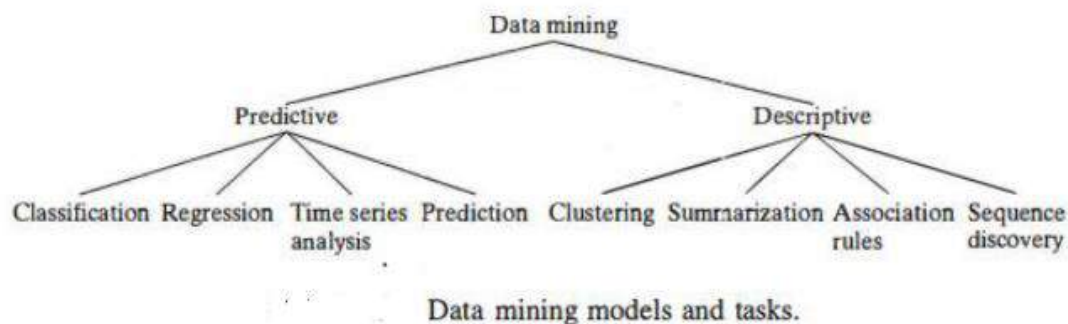 Data mining
Predictive Descriptive
Classification Regression Time series Prediction Clustering Summarization Association Sequence
analysis rules discovery
Data mining models and tasks.